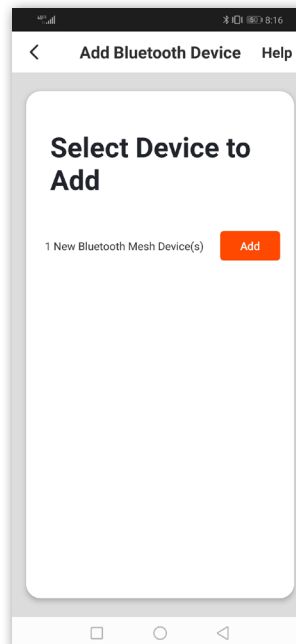 8:16
Add Bluetooth Device Help
Select Device to
Add
1 New Bluetooth Mesh Device(s) Add